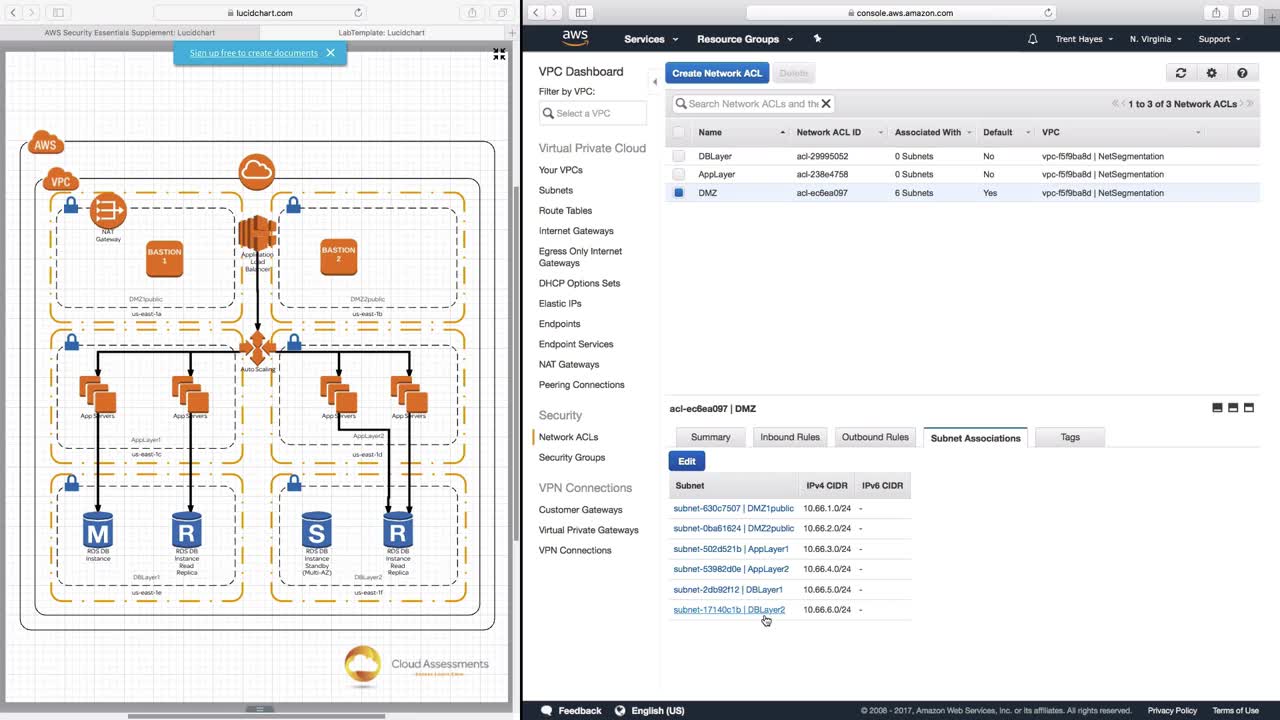 lucidchart.com
AWS Security Essentials Supplement: Lucidchart
LabTemplate: Lucidchart
Sign up free to create documents
AWS
VPC
NAT
Gateway
BASTION
1
Application
Load
Balancer
BASTION
2
DMZ1public
us-east-1a
DMZ2public
us-east-1b
Auto Scaling
App Servers
App Servers
App Servers
App Servers
AppLayer1
us-east-1c
AppLayer2
us-east-1d
M
RDS DB
Instance
R
RDS DB
Instance
Read
Replica
S
RDS DB
Instance
Standby
(Multi-AZ)
R
RDS DB
Instance
Read
Replica
DBLayer1
us-east-1e
DBLayer2
us-east-1f
Cloud Assessments
console.aws.amazon.com
aws
Services
Resource Groups
Trent Hayes
N. Virginia
Support
VPC Dashboard
Filter by VPC:
Select a VPC
Virtual Private Cloud
Your VPCs
Subnets
Route Tables
Internet Gateways
Egress Only Internet
Gateways
DHCP Options Sets
Elastic IPs
Endpoints
Endpoint Services
NAT Gateways
Peering Connections
Security
Network ACLs
Security Groups
VPN Connections
Customer Gateways
Virtual Private Gateways
VPN Connections
Create Network ACL
Delete
Search Network ACLs and the
1 to 3 of 3 Network ACLs
Name Network ACL ID Associated With Default VPC
DBLayer acl-29995052 0 Subnets No vpc-f5f9ba8d | NetSegmentation
AppLayer acl-238e4758 0 Subnets No vpc-f5f9ba8d | NetSegmentation
DMZ acl-ec6ea097 6 Subnets Yes vpc-f5f9ba8d | NetSegmentation
acl-ec6ea097 | DMZ
Summary Inbound Rules Outbound Rules Subnet Associations Tags
Edit
Subnet IPv4 CIDR IPv6 CIDR
subnet-630c7507 | DMZ1public 10.66.1.0/24 -
subnet-0ba61624 | DMZ2public 10.66.2.0/24 -
subnet-502d521b | AppLayer1 10.66.3.0/24 -
subnet-53982d0e | AppLayer2 10.66.4.0/24 -
subnet-2db92f12 | DBLayer1 10.66.5.0/24 -
subnet-17140c1b | DBLayer2 10.66.6.0/24 -
Feedback
English (US)
© 2008 - 2017, Amazon Web Services, Inc. or its affiliates. All rights reserved.
Privacy Policy
Terms of Use